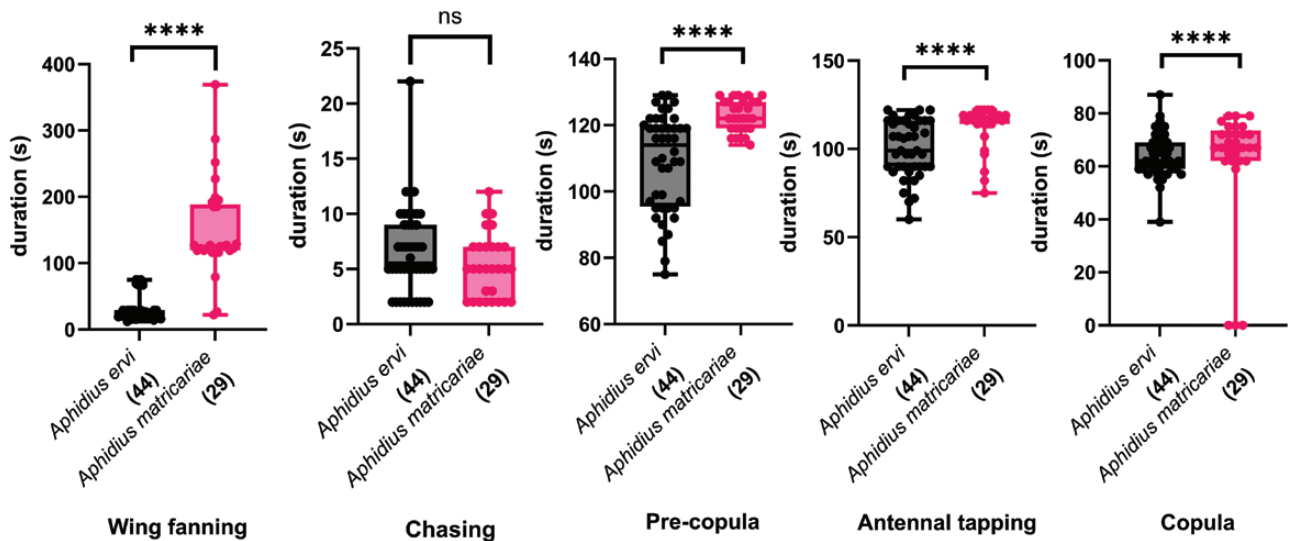 ****
duration (s)
400
300
200
100
0
Aphidius ervi
(44)
Aphidius matricariae
(29)
Wing fanning
ns
duration (s)
25
20
15
10
5
0
Aphidius ervi
(44)
Aphidius matricariae
(29)
Chasing
****
duration (s)
140
120
100
80
60
Aphidius ervi
(44)
Aphidius matricariae
(29)
Pre-copula
****
duration (s)
150
100
50
0
Aphidius ervi
(44)
Aphidius matricariae
(29)
Antennal tapping
****
duration (s)
100
80
60
40
20
0
Aphidius ervi
(44)
Aphidius matricariae
(29)
Copula